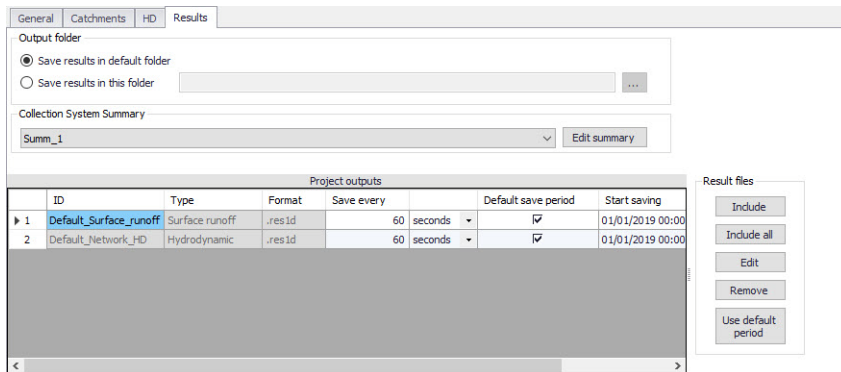 General Catchments HD Results
Output folder
Save results in default folder
Save results in this folder ...
Collection System Summary
Summ_1 Edit summary
Project outputs
ID Type Format Save every Default save period Start saving
1 Default_Surface_runoff Surface runoff .res1d 60 seconds 01/01/2019 00:00
2 Default_Network_HD Hydrodynamic .res1d 60 seconds 01/01/2019 00:00
Result files
Include
Include all
Edit
Remove
Use default
period